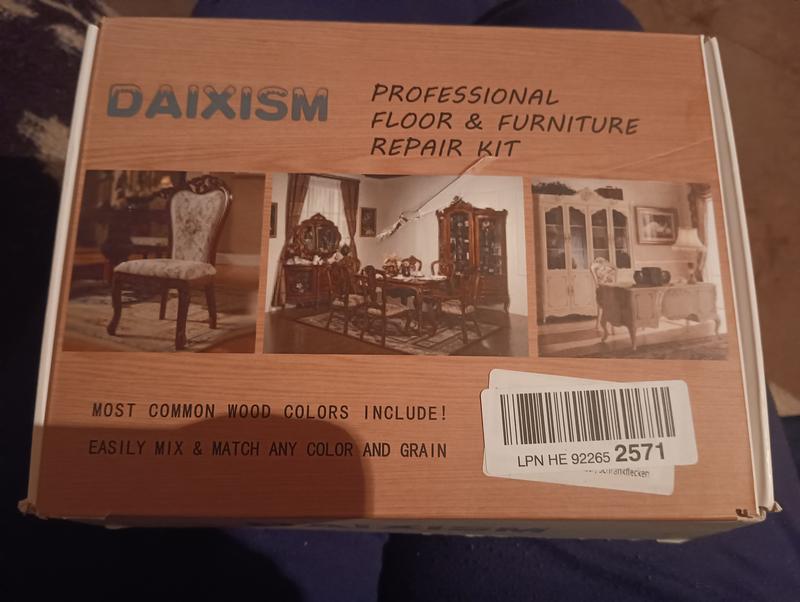 DAIXISM
PROFESSIONAL
FLOOR & FURNITURE
REPAIR KIT
MOST COMMON WOOD COLORS INCLUDE!
EASILY MIX & MATCH ANY COLOR AND GRAIN
LPN HE 92265 2571
DAIXISM